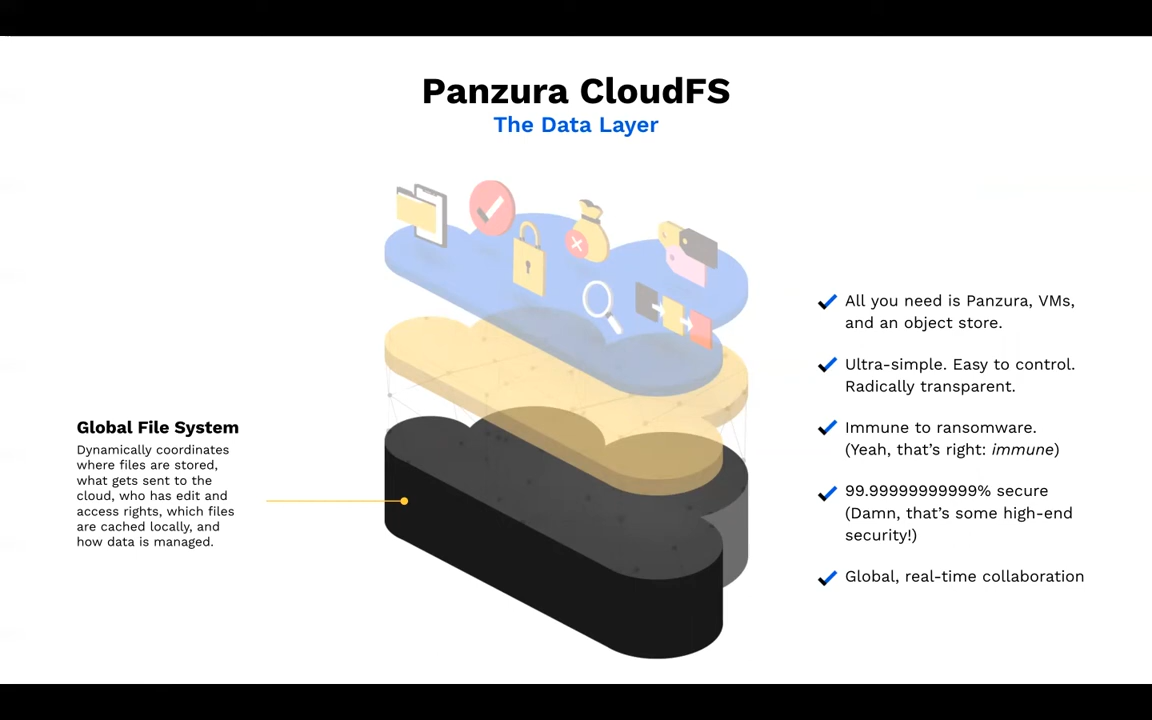 Panzura CloudFS
The Data Layer
Global File System
Dynamically coordinates
where files are stored,
what gets sent to the
cloud, who has edit and
access rights, which files
are cached locally, and
how data is managed.
All you need is Panzura, VMs,
and an object store.
Ultra-simple. Easy to control.
Radically transparent.
Immune to ransomware.
(Yeah, that’s right: immune)
99.99999999999% secure
(Damn, that’s some high-end
security!)
Global, real-time collaboration